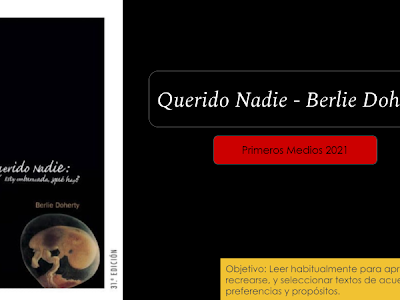 uerido Nadie:
estoy embarazada, ¿qué hago?
Berlie Doherty
31.ª EDICIÓN
Querido Nadie - Berlie Doh
Primeros Medios 2021
Objetivo: Leer habitualmente para apr
recrearse, y seleccionar textos de acue
preferencias y propósitos.